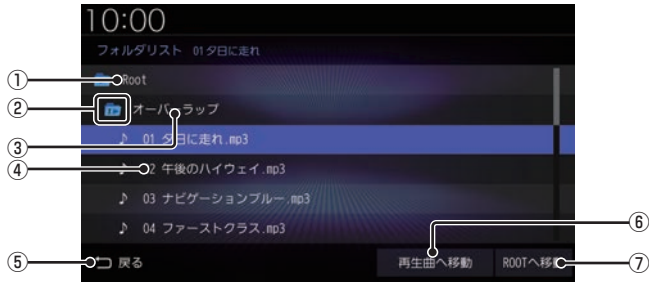 10:00
フォルダリスト 01夕日に走れ
① Root
② オーバーラップ
③ 01 夕日に走れ.mp3
④ 02 午後のハイウェイ.mp3
03 ナビゲーションブルー.mp3
04 ファーストクラス.mp3
⑥
⑤ 戻る 再生曲へ移動 ROOTへ移動 ⑦